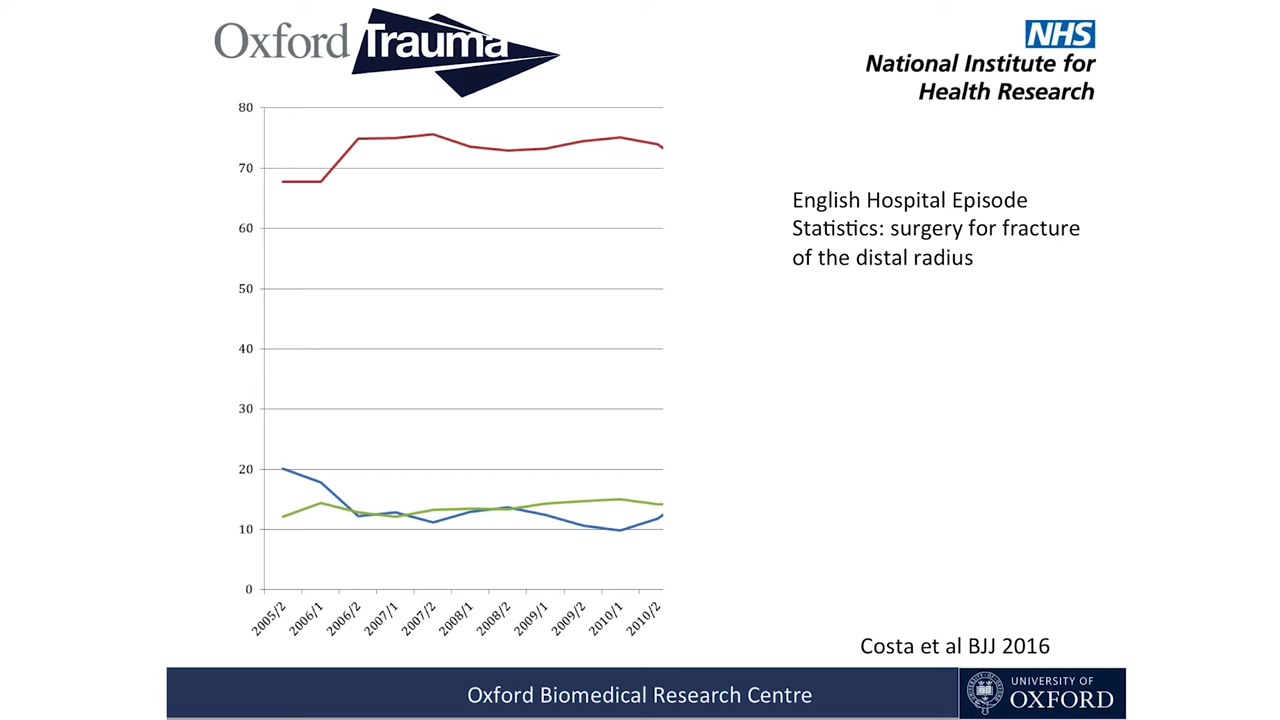 Oxford Trauma
NHS
National Institute for
Health Research
80
70
60
50
40
30
20
10
0
2005/2
2006/1
2006/2
2007/1
2007/2
2008/1
2008/2
2009/1
2009/2
2010/1
2010/2
English Hospital Episode
Statistics: surgery for fracture
of the distal radius
Costa et al BJJ 2016
Oxford Biomedical Research Centre
UNIVERSITY OF
OXFORD